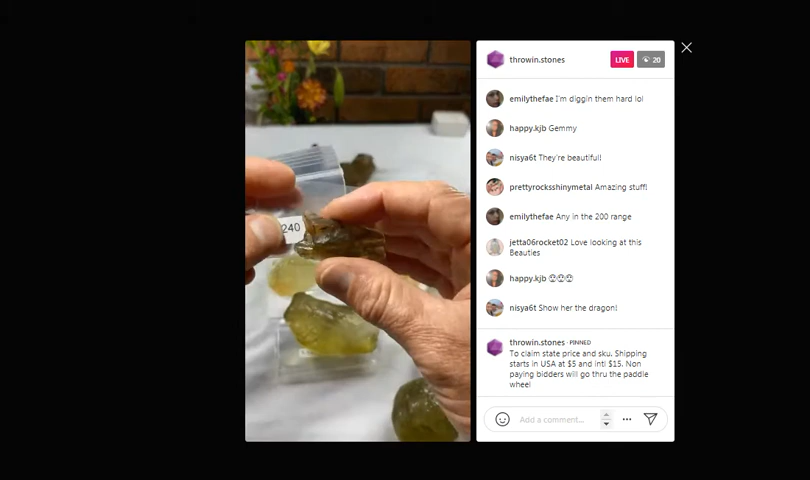 throwin.stones
LIVE
20
emilythefae I'm diggin them hard lol
happy.kjb Gemmy
nisya6t They're beautiful!
prettyrocksshinymetal Amazing stuff!
emilythefae Any in the 200 range
jetta06rocket02 Love looking at this
Beauties
happy.kjb
nisya6t Show her the dragon!
throwin.stones · PINNED
To claim state price and sku. Shipping
starts in USA at $5 and intl $15. Non
paying bidders will go thru the paddle
wheel
Add a comment...
240